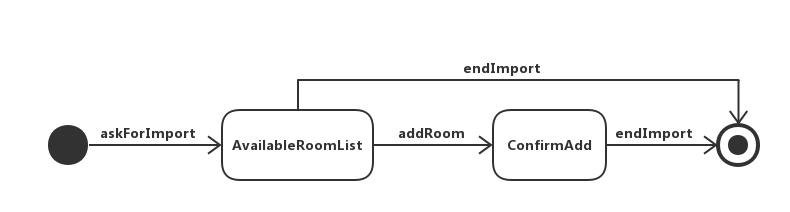 endImport
askForImport
AvailableRoomList
addRoom
ConfirmAdd
endImport